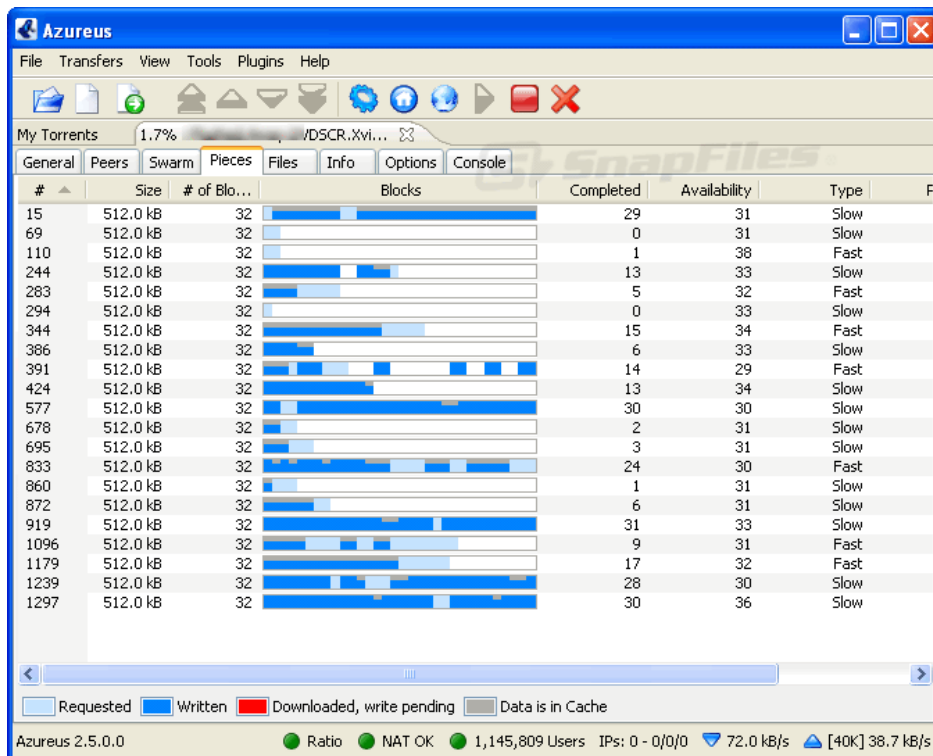 Azureus
File Transfers View Tools Plugins Help
My Torrents 1.7% /DSCR.Xvi...
General Peers Swarm Pieces Files Info Options Console
SnapFiles
# Size # of Blo... Blocks Completed Availability Type P
15 512.0 kB 32 29 31 Slow
69 512.0 kB 32 0 31 Slow
110 512.0 kB 32 1 38 Fast
244 512.0 kB 32 13 33 Slow
283 512.0 kB 32 5 32 Fast
294 512.0 kB 32 0 33 Slow
344 512.0 kB 32 15 34 Fast
386 512.0 kB 32 6 33 Slow
391 512.0 kB 32 14 29 Fast
424 512.0 kB 32 13 34 Slow
577 512.0 kB 32 30 30 Slow
678 512.0 kB 32 2 31 Slow
695 512.0 kB 32 3 31 Slow
833 512.0 kB 32 24 30 Fast
860 512.0 kB 32 1 31 Slow
872 512.0 kB 32 6 31 Slow
919 512.0 kB 32 31 33 Slow
1096 512.0 kB 32 9 31 Fast
1179 512.0 kB 32 17 32 Fast
1239 512.0 kB 32 28 30 Slow
1297 512.0 kB 32 30 36 Slow
Requested Written Downloaded, write pending Data is in Cache
Azureus 2.5.0.0 Ratio NAT OK 1,145,809 Users IPs: 0 - 0/0/0 72.0 kB/s [40K] 38.7 kB/s